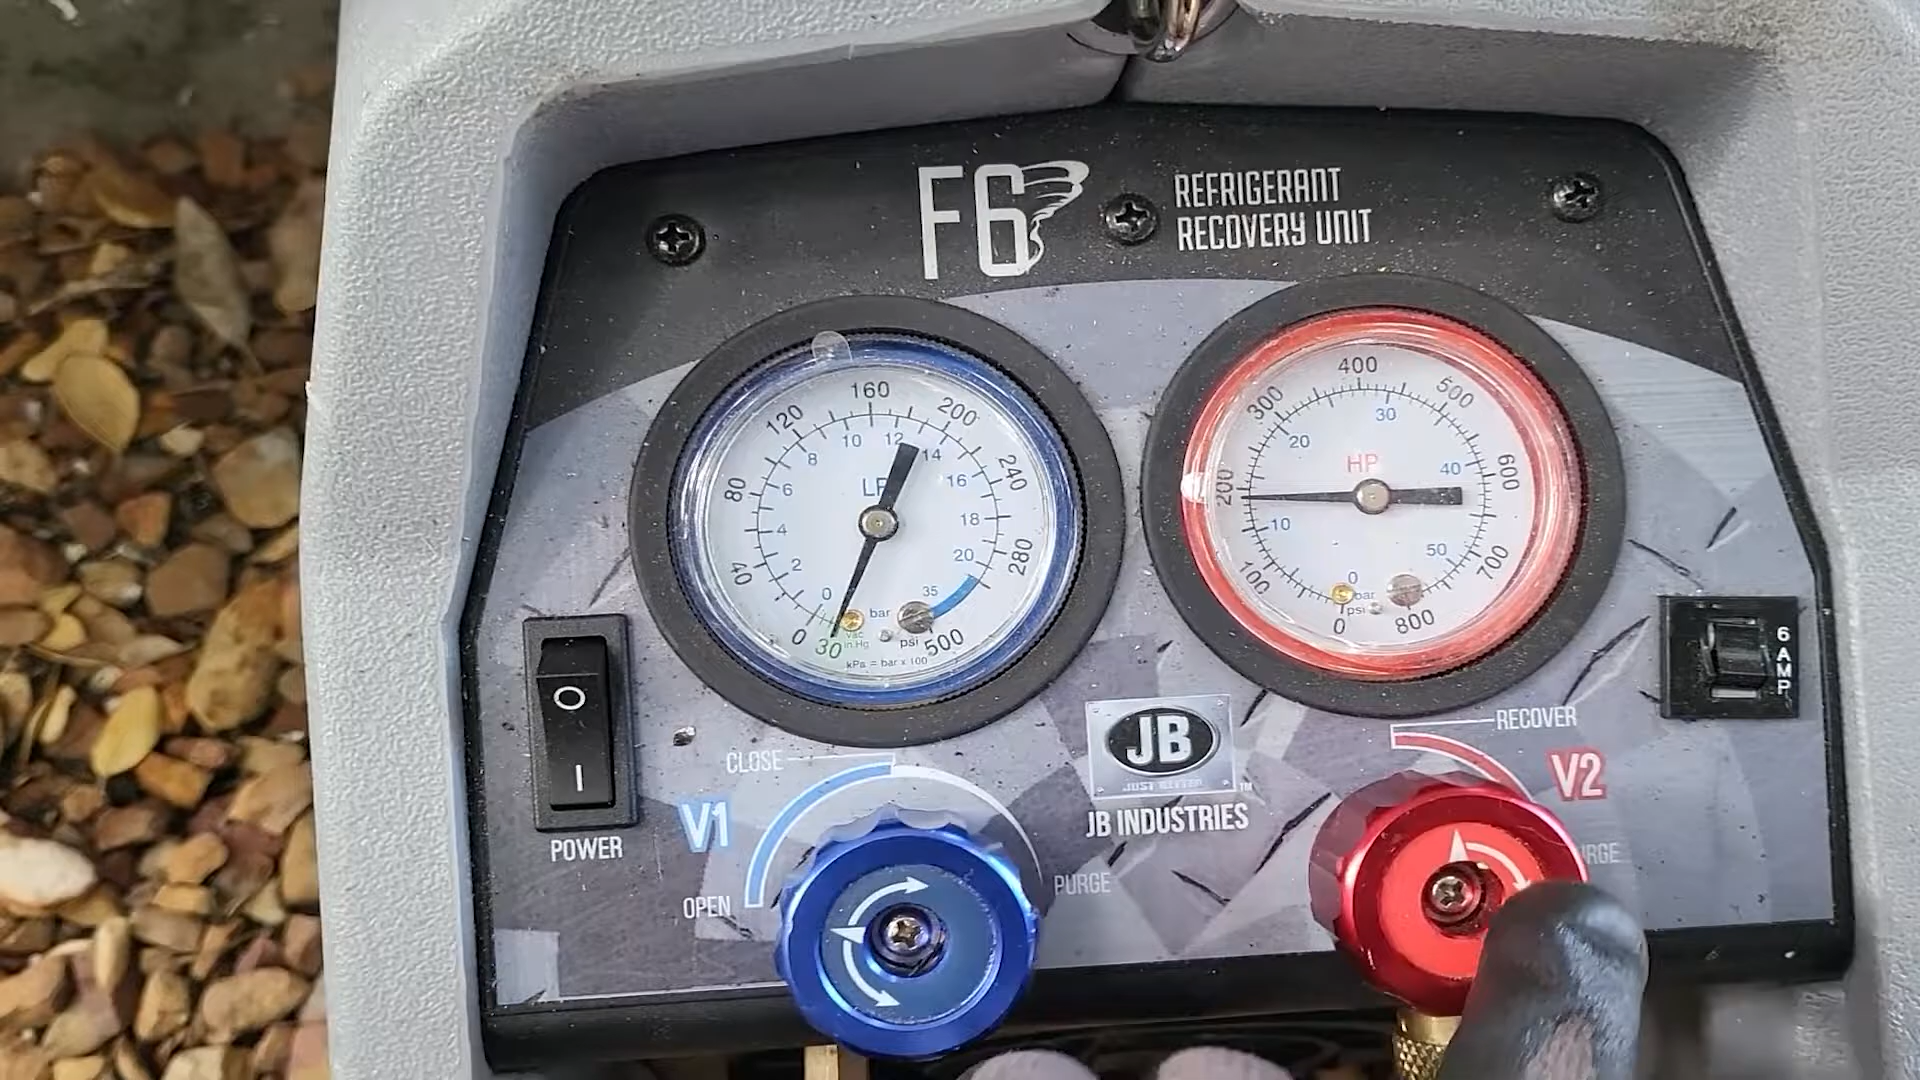 F6
REFRIGERANT
RECOVERY UNIT
0
40
80
120
160
200
240
280
500
0
2
4
6
8
10
12
14
16
18
20
35
LP
bar
psi
30
vac
in.Hg
kPa = bar x 100
0
100
200
300
400
500
600
700
800
0
10
20
30
40
50
HP
bar
psi
6 AMP
O
I
POWER
CLOSE
V1
OPEN
PURGE
JB
JB INDUSTRIES
RECOVER
V2